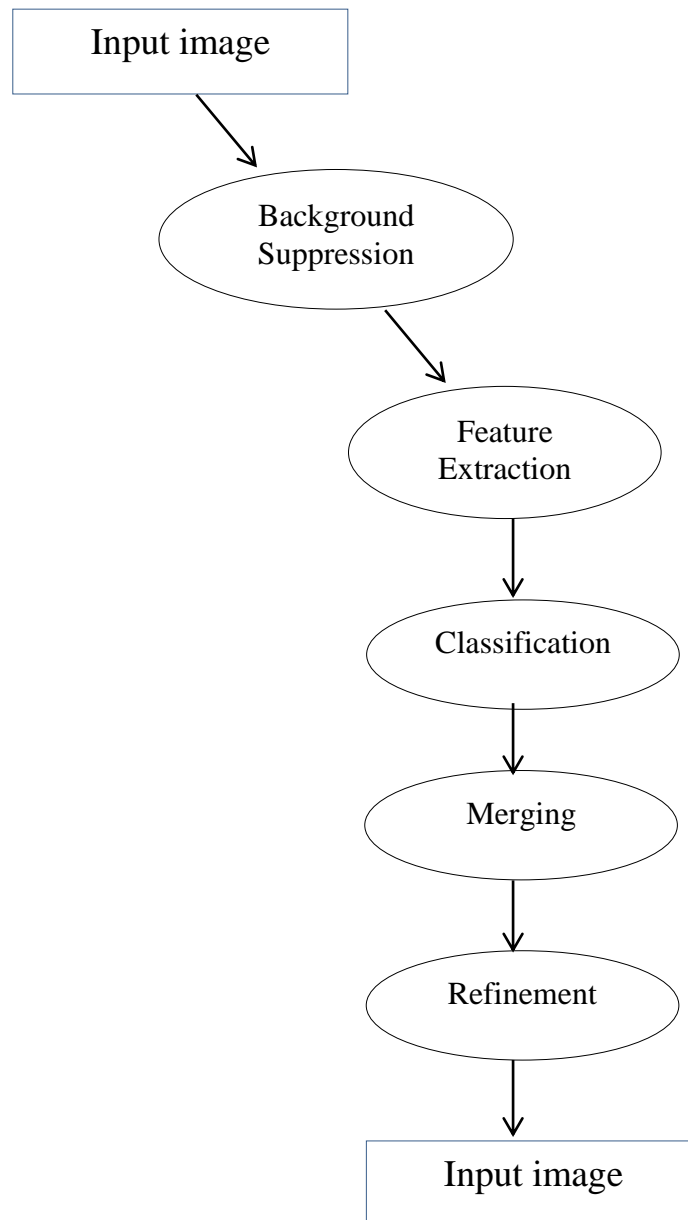 Input image
Background
Suppression
Feature
Extraction
Classification
Merging
Refinement
Input image